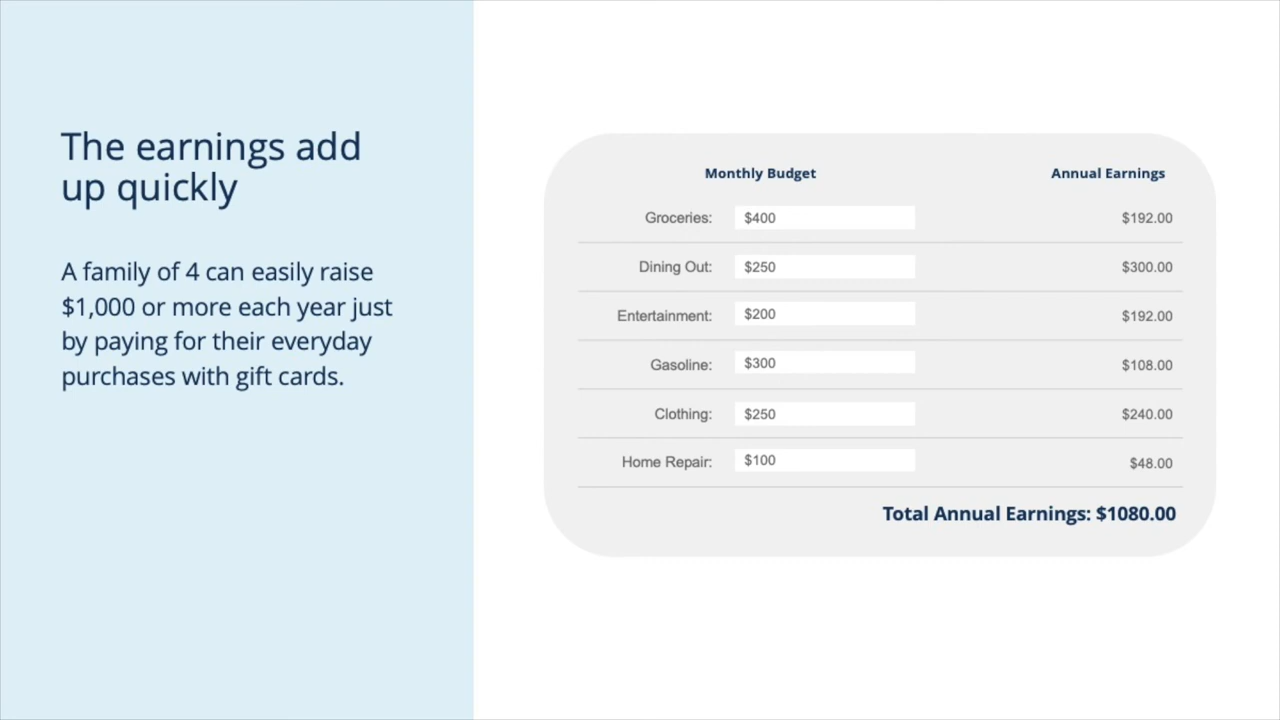 The earnings add
up quickly
A family of 4 can easily raise
$1,000 or more each year just
by paying for their everyday
purchases with gift cards.
Monthly Budget Annual Earnings
Groceries: $400 $192.00
Dining Out: $250 $300.00
Entertainment: $200 $192.00
Gasoline: $300 $108.00
Clothing: $250 $240.00
Home Repair: $100 $48.00
Total Annual Earnings: $1080.00